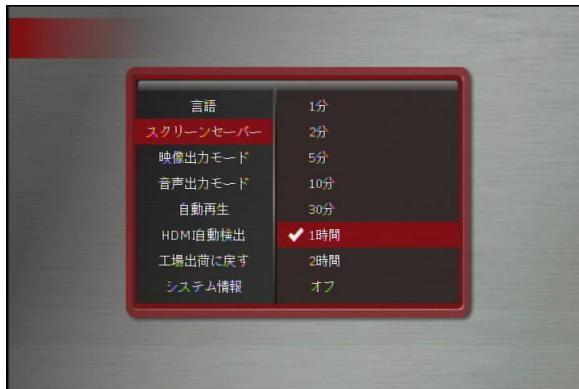 言語 1分
スクリーンセーバー 2分
映像出力モード 5分
音声出力モード 10分
自動再生 30分
HDMI自動検出 1時間
工場出荷に戻す 2時間
システム情報 オフ